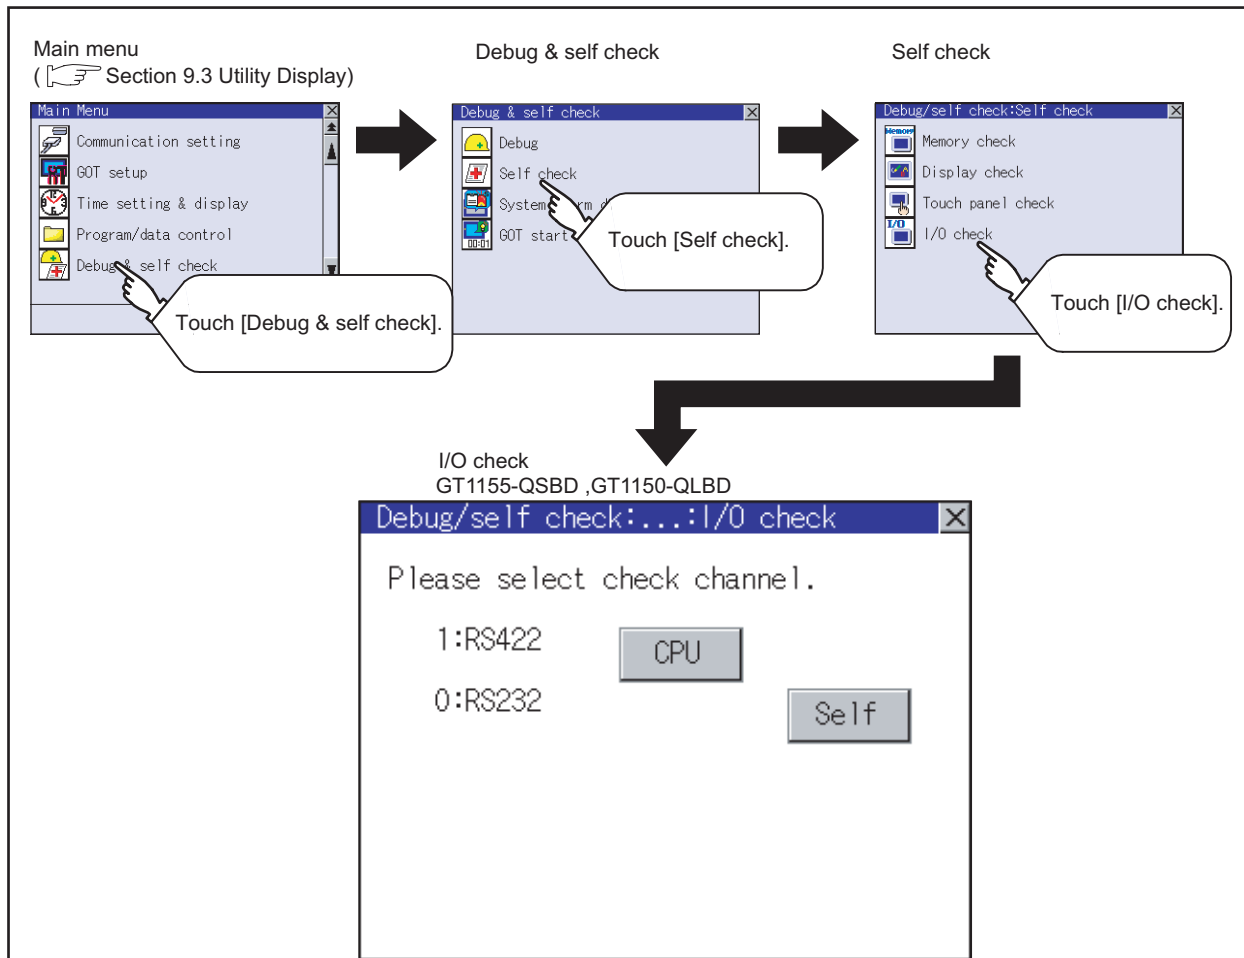 Main menu
( Section 9.3 Utility Display)
Debug & self check
Self check
Main Menu
Communication setting
GOT setup
Time setting & display
Program/data control
Debug & self check
Touch [Debug & self check].
Debug & self check
Debug
Self check
System
GOT start
00:01
Touch [Self check].
Debug/self check:Self check
Memory
Memory check
Display check
Touch panel check
I/O
I/O check
Touch [I/O check].
I/O check
GT1155-QSBD ,GT1150-QLBD
Debug/self check:...:I/O check
Please select check channel.
1:RS422
CPU
0:RS232
Self